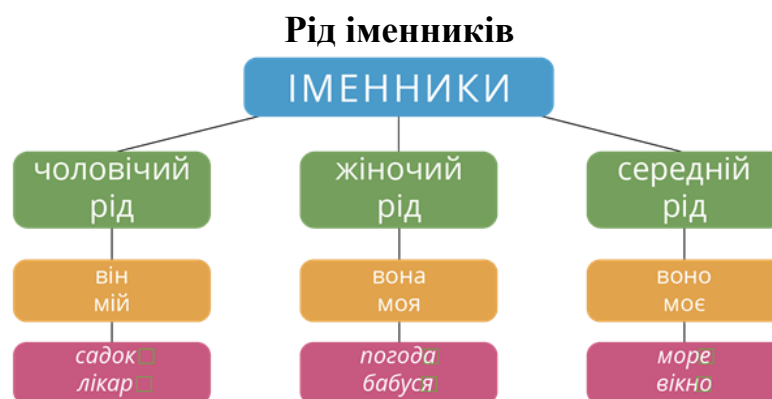 Рід іменників
ІМЕННИКИ
чоловічий
рід
жіночий
рід
середній
рід
він
мій
вона
моя
воно
моє
садок
лікар
погода
бабуся
море
вікно